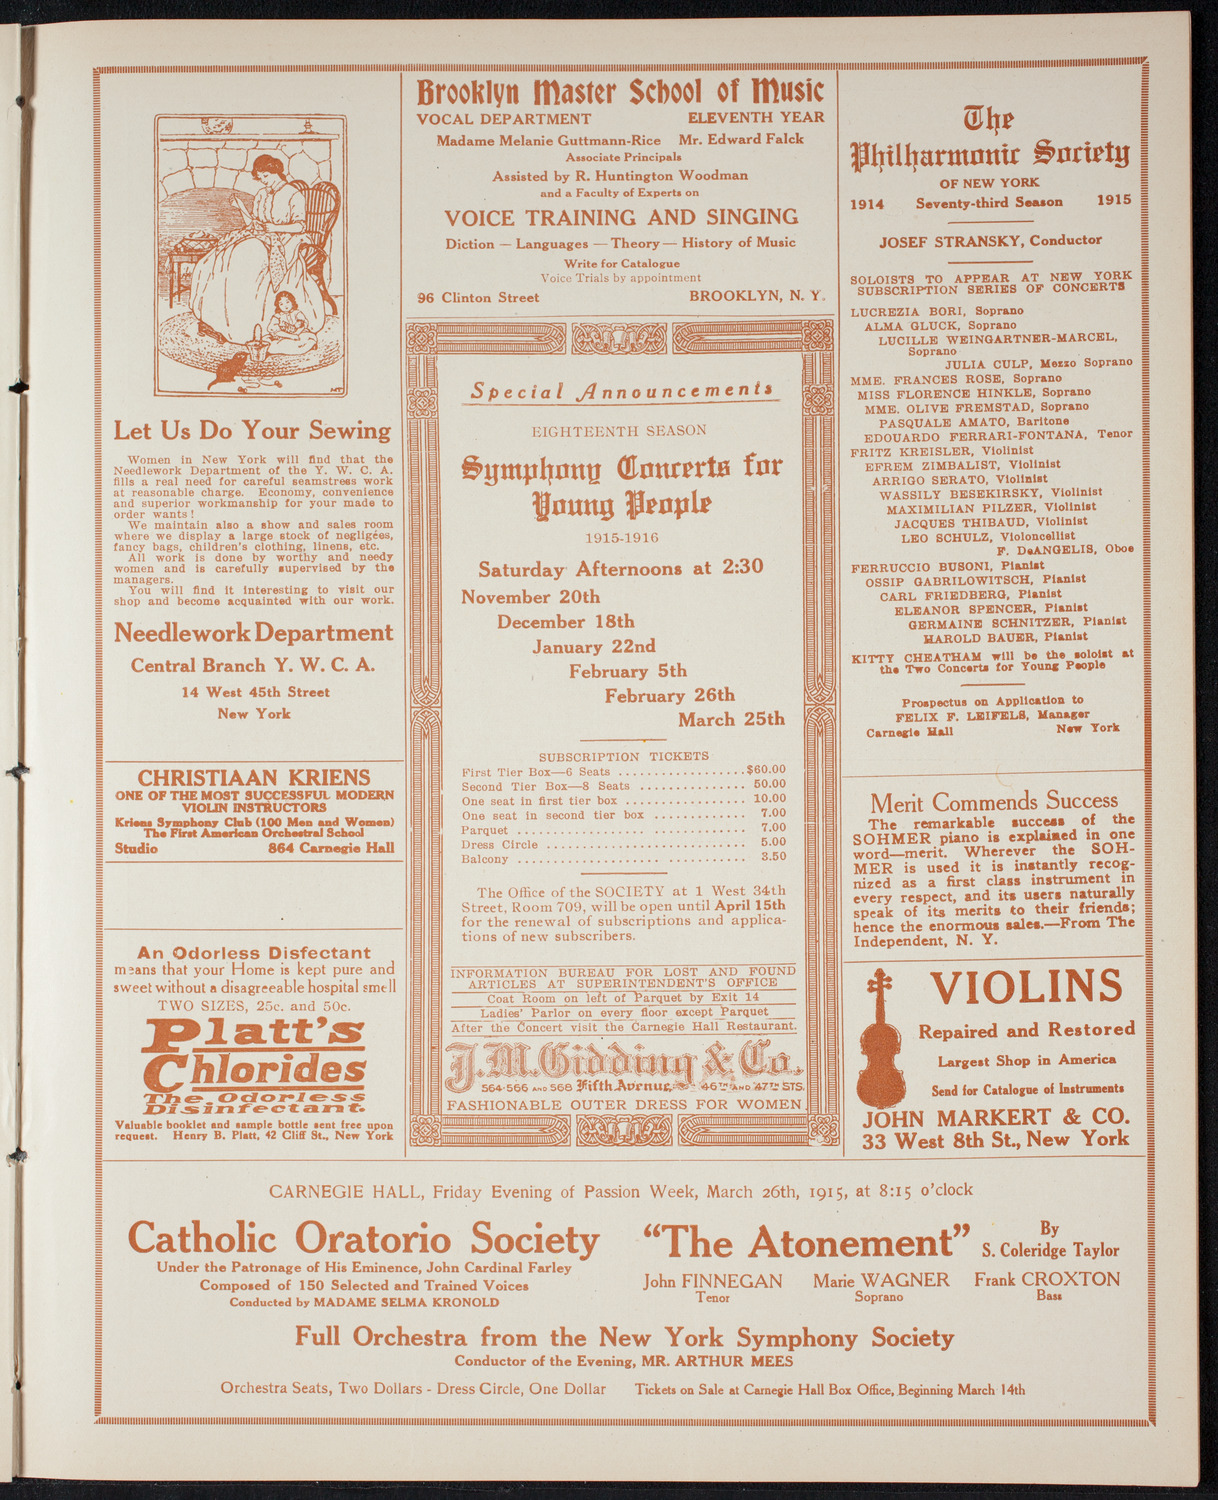 HT
Let Us Do Your Sewing
Women in New York will find that the
Needlework Department of the Y. W. C. A.
fills a real need for careful seamstress work
at reasonable charge. Economy, convenience
and superior workmanship for your made to
order wants!
We maintain also a show and sales room
where we display a large stock of negligées,
fancy bags, children's clothing, linens, etc.
All work is done by worthy and needy
women and is carefully supervised by the
managers.
You will find it interesting to visit our
shop and become acquainted with our work.
Needlework Department
Central Branch Y. W. C. A.
14 West 45th Street
New York
CHRISTIAAN KRIENS
ONE OF THE MOST SUCCESSFUL MODERN
VIOLIN INSTRUCTORS
Kriens Symphony Club (100 Men and Women)
The First American Orchestral School
Studio 864 Carnegie Hall
An Odorless Disfectant
means that your Home is kept pure and
sweet without a disagreeable hospital smell
TWO SIZES, 25c. and 50c.
Platt's
Chlorides
The Odorless
Disinfectant.
Valuable booklet and sample bottle sent free upon
request. Henry B. Platt, 42 Cliff St., New York
Brooklyn Master School of Music
VOCAL DEPARTMENT ELEVENTH YEAR
Madame Melanie Guttmann-Rice Mr. Edward Falck
Associate Principals
Assisted by R. Huntington Woodman
and a Faculty of Experts on
VOICE TRAINING AND SINGING
Diction — Languages — Theory — History of Music
Write for Catalogue
Voice Trials by appointment
96 Clinton Street BROOKLYN, N. Y.
Special Announcements
EIGHTEENTH SEASON
Symphony Concerts for
Young People
1915-1916
Saturday Afternoons at 2:30
November 20th
December 18th
January 22nd
February 5th
February 26th
March 25th
SUBSCRIPTION TICKETS
First Tier Box—6 Seats ..................$60.00
Second Tier Box—8 Seats ............... 50.00
One seat in first tier box ................. 10.00
One seat in second tier box ............. 7.00
Parquet ................................ 7.00
Dress Circle ............................ 5.00
Balcony ................................ 3.50
The Office of the SOCIETY at 1 West 34th
Street, Room 709, will be open until April 15th
for the renewal of subscriptions and applica-
tions of new subscribers.
INFORMATION BUREAU FOR LOST AND FOUND
ARTICLES AT SUPERINTENDENT'S OFFICE
Coat Room on left of Parquet by Exit 14
Ladies' Parlor on every floor except Parquet
After the Concert visit the Carnegie Hall Restaurant.
J.M. Gidding & Co.
564-566 AND 568 Fifth Avenue, 46TH AND 47TH STS.
FASHIONABLE OUTER DRESS FOR WOMEN
The
Philharmonic Society
OF NEW YORK
1914 Seventy-third Season 1915
JOSEF STRANSKY, Conductor
SOLOISTS TO APPEAR AT NEW YORK
SUBSCRIPTION SERIES OF CONCERTS
LUCREZIA BORI, Soprano
ALMA GLUCK, Soprano
LUCILLE WEINGARTNER-MARCEL,
Soprano
JULIA CULP, Mezzo Soprano
MME. FRANCES ROSE, Soprano
MISS FLORENCE HINKLE, Soprano
MME. OLIVE FREMSTAD, Soprano
PASQUALE AMATO, Baritone
EDOUARDO FERRARI-FONTANA, Tenor
FRITZ KREISLER, Violinist
EFREM ZIMBALIST, Violinist
ARRIGO SERATO, Violinist
WASSILY BESEKIRSKY, Violinist
MAXIMILIAN PILZER, Violinist
JACQUES THIBAUD, Violinist
LEO SCHULZ, Violoncellist
F. DeANGELIS, Oboe
FERRUCCIO BUSONI, Pianist
OSSIP GABRILOWITSCH, Pianist
CARL FRIEDBERG, Pianist
ELEANOR SPENCER, Pianist
GERMAINE SCHNITZER, Pianist
HAROLD BAUER, Pianist
KITTY CHEATHAM will be the soloist at
the Two Concerts for Young People
Prospectus on Application to
FELIX F. LEIFELS, Manager
Carnegie Hall New York
Merit Commends Success
The remarkable success of the
SOHMER piano is explained in one
word—merit. Wherever the SOH-
MER is used it is instantly recog-
nized as a first class instrument in
every respect, and its users naturally
speak of its merits to their friends;
hence the enormous sales.—From The
Independent, N. Y.
VIOLINS
Repaired and Restored
Largest Shop in America
Send for Catalogue of Instruments
JOHN MARKERT & CO.
33 West 8th St., New York
CARNEGIE HALL, Friday Evening of Passion Week, March 26th, 1915, at 8:15 o'clock
Catholic Oratorio Society
Under the Patronage of His Eminence, John Cardinal Farley
Composed of 150 Selected and Trained Voices
Conducted by MADAME SELMA KRONOLD
"The Atonement" By
S. Coleridge Taylor
John FINNEGAN Marie WAGNER Frank CROXTON
Tenor Soprano Bass
Full Orchestra from the New York Symphony Society
Conductor of the Evening, MR. ARTHUR MEES
Orchestra Seats, Two Dollars - Dress Circle, One Dollar Tickets on Sale at Carnegie Hall Box Office, Beginning March 14th